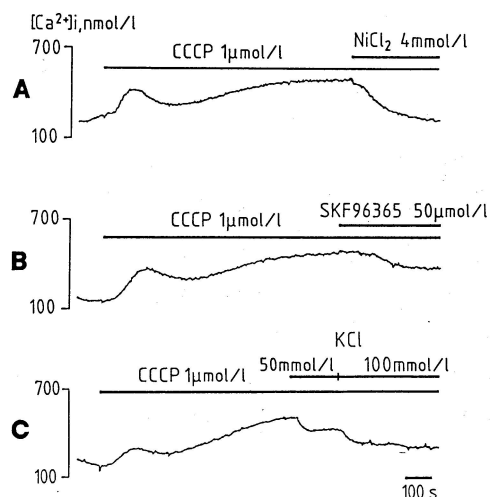 [Ca²⁺]i,nmol/l
700
CCCP 1μmol/l
NiCl₂ 4mmol/l
A
100
700
CCCP 1μmol/l
SKF96365 50μmol/l
B
100
KCl
700
CCCP 1μmol/l
50mmol/l
100mmol/l
C
100
100 s